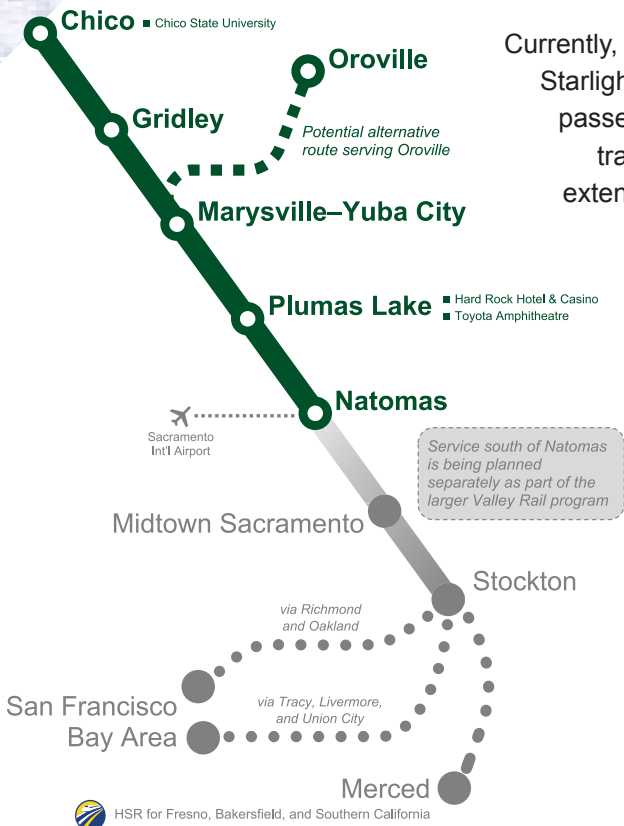 Chico ■ Chico State University
Currently,
Starligh
passe
tra
exten
Oroville
Gridley
Potential alternative
route serving Oroville
Marysville–Yuba City
Plumas Lake
■ Hard Rock Hotel & Casino
■ Toyota Amphitheatre
Natomas
Sacramento
Int'l Airport
Service south of Natomas
is being planned
separately as part of the
larger Valley Rail program
Midtown Sacramento
Stockton
via Richmond
and Oakland
San Francisco
Bay Area
via Tracy, Livermore,
and Union City
Merced
HSR for Fresno, Bakersfield, and Southern California